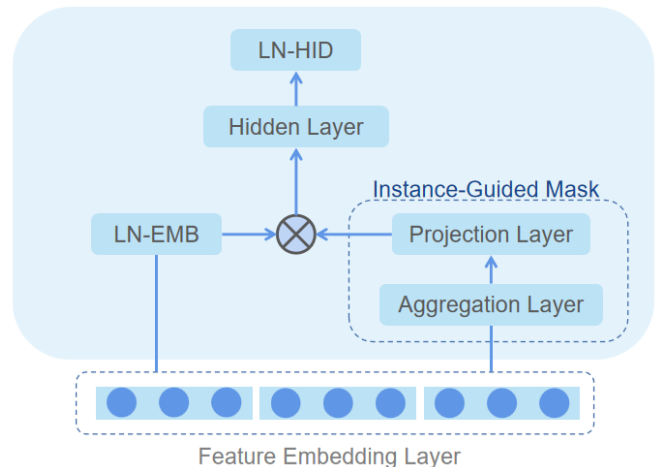 LN-HID
Hidden Layer
Instance-Guided Mask
LN-EMB
Projection Layer
Aggregation Layer
Feature Embedding Layer